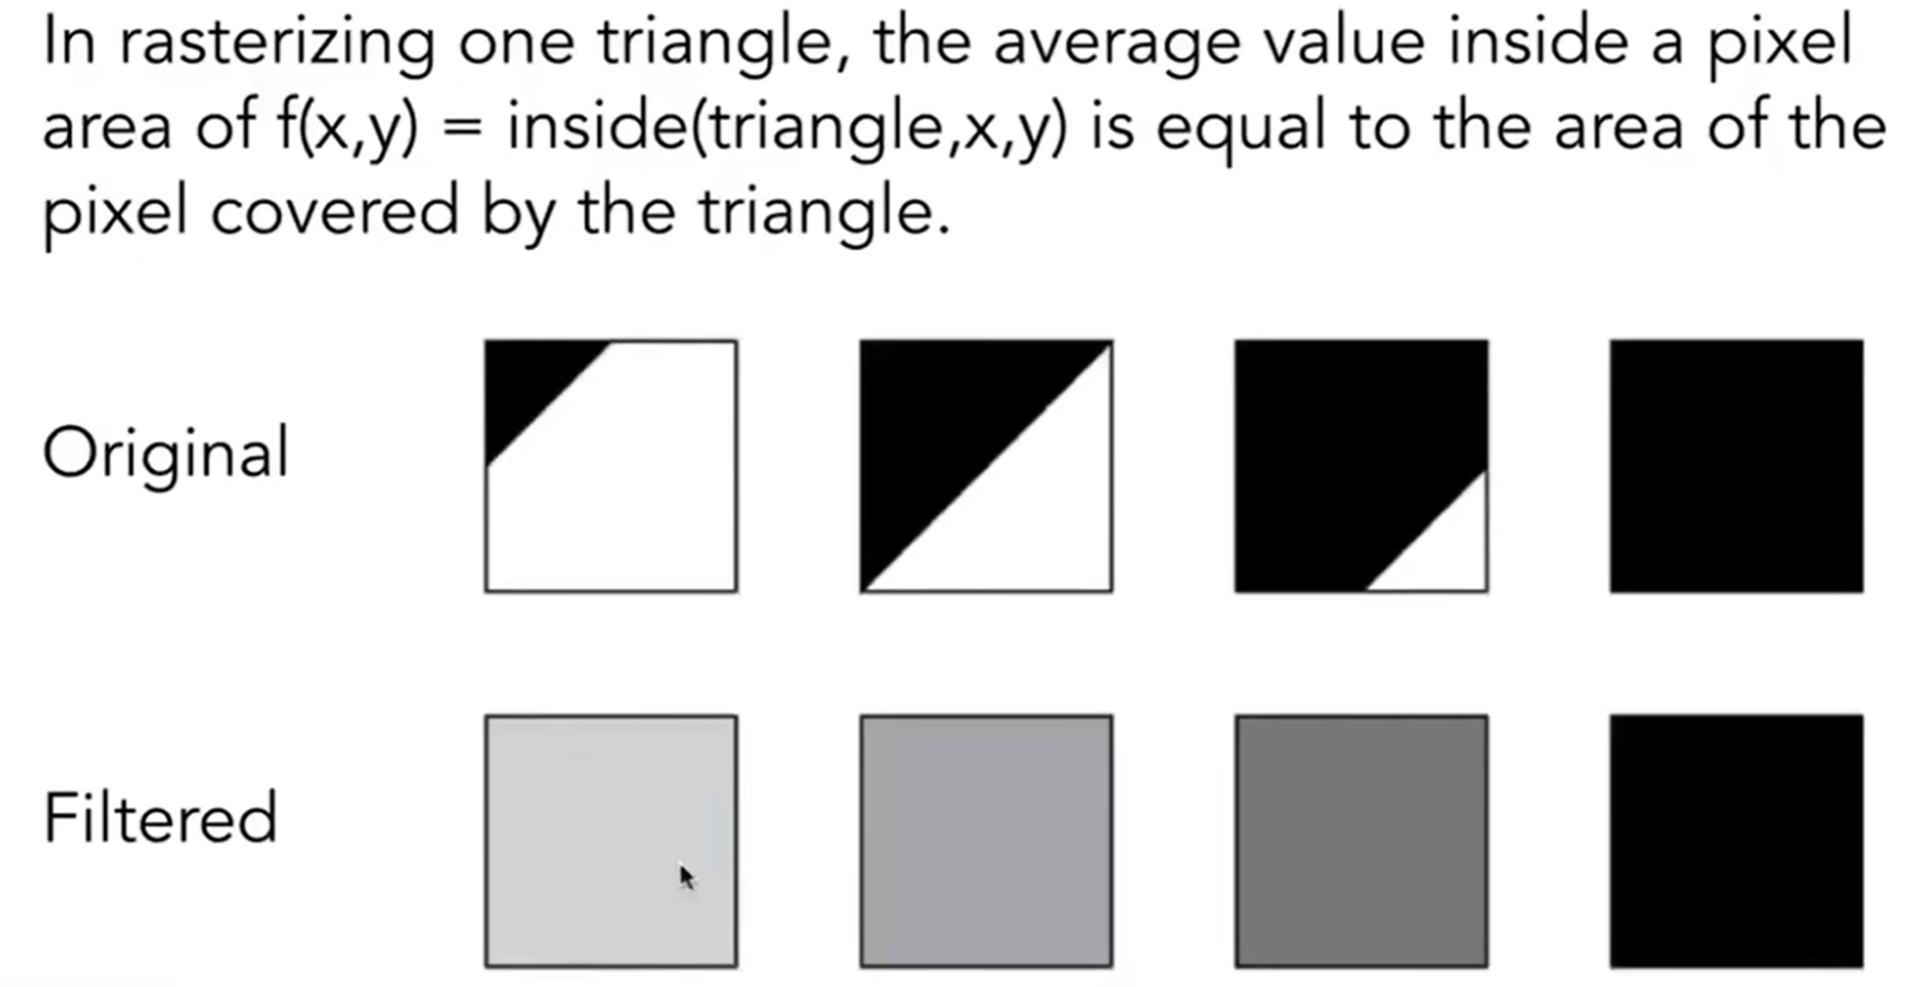 In rasterizing one triangle, the average value inside a pixel
area of f(x,y) = inside(triangle,x,y) is equal to the area of the
pixel covered by the triangle.
Original
Filtered